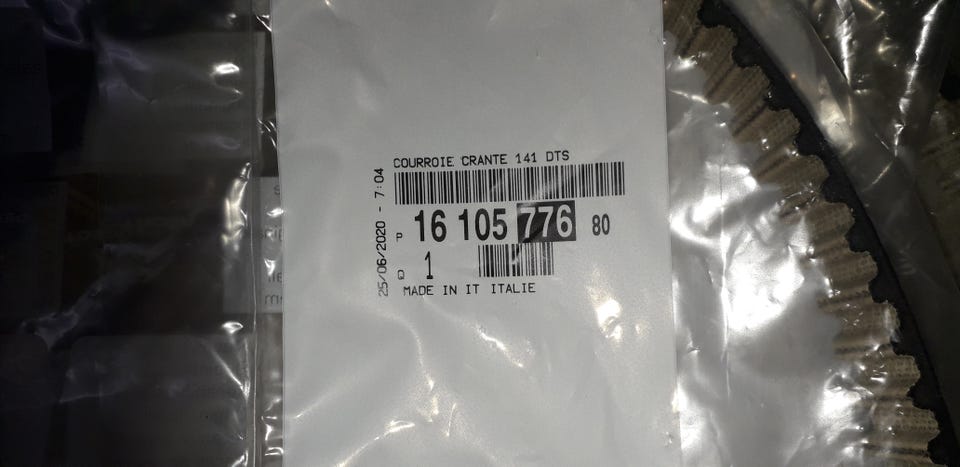 COURROIE CRANTE 141 DTS
25/06/2020 - 7:04
P 16 105 776 80
Q 1
MADE IN IT ITALIE